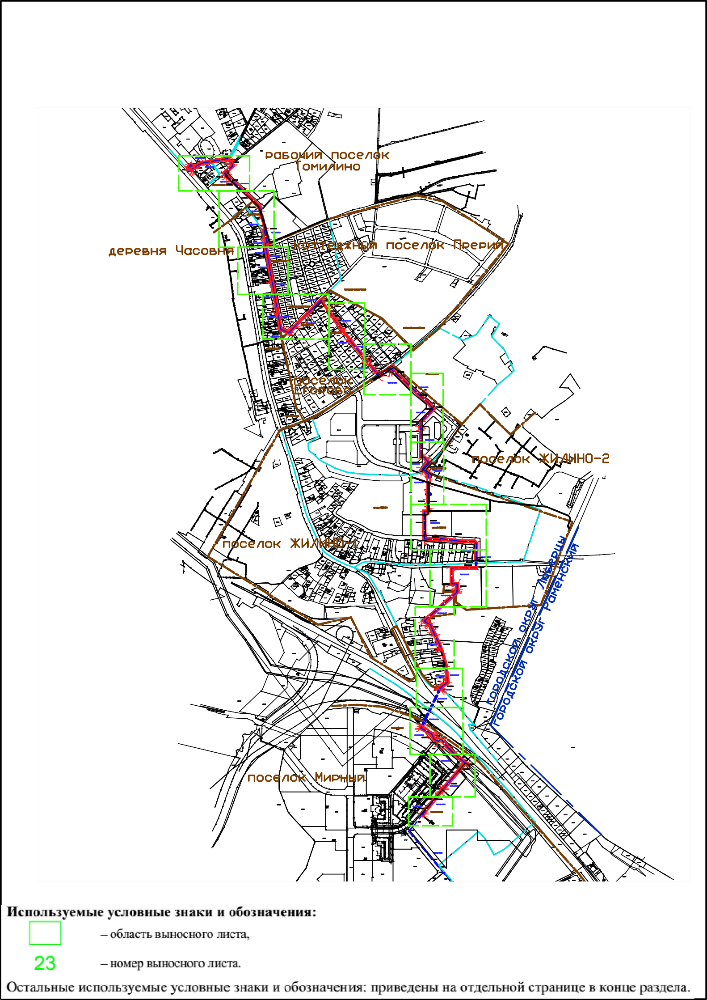 рабочий поселок
Томилино
деревня Часовня
коттеджный поселок Прерий
поселок
Егорово
поселок ЖИЛИНО-2
поселок ЖИЛИНО-1
ГОРОДСКОЙ ОКРУГ Люберцы
ГОРОДСКОЙ ОКРУГ Раменский
поселок Мирный
Используемые условные знаки и обозначения:
– область выносного листа,
23 – номер выносного листа.
Остальные используемые условные знаки и обозначения: приведены на отдельной странице в конце раздела.